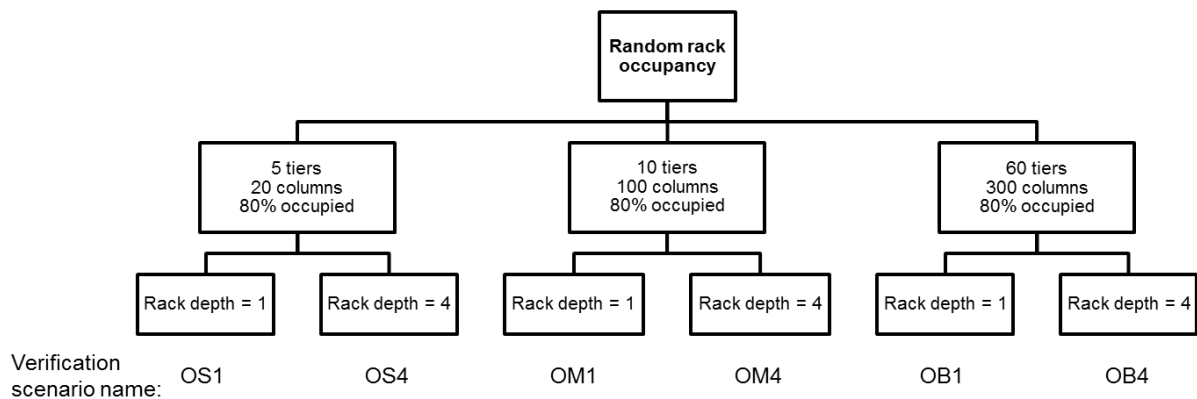 Random rack
occupancy
5 tiers
20 columns
80% occupied
10 tiers
100 columns
80% occupied
60 tiers
300 columns
80% occupied
Rack depth = 1
Rack depth = 4
Rack depth = 1
Rack depth = 4
Rack depth = 1
Rack depth = 4
Verification
scenario name:
OS1
OS4
OM1
OM4
OB1
OB4